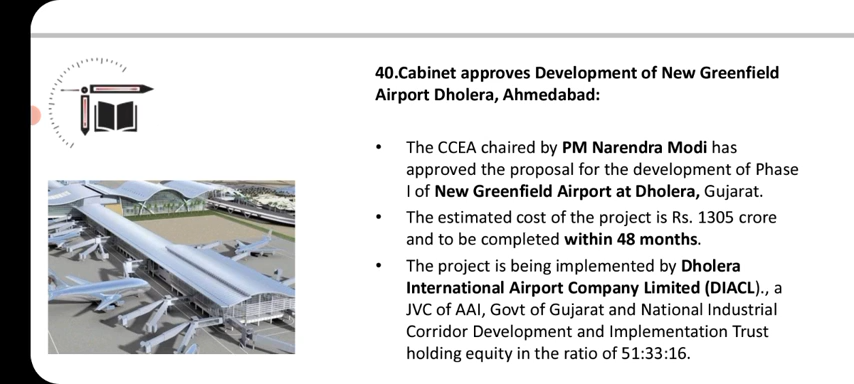 40.Cabinet approves Development of New Greenfield
Airport Dholera, Ahmedabad:
• The CCEA chaired by PM Narendra Modi has
approved the proposal for the development of Phase
I of New Greenfield Airport at Dholera, Gujarat.
• The estimated cost of the project is Rs. 1305 crore
and to be completed within 48 months.
• The project is being implemented by Dholera
International Airport Company Limited (DIACL)., a
JVC of AAI, Govt of Gujarat and National Industrial
Corridor Development and Implementation Trust
holding equity in the ratio of 51:33:16.